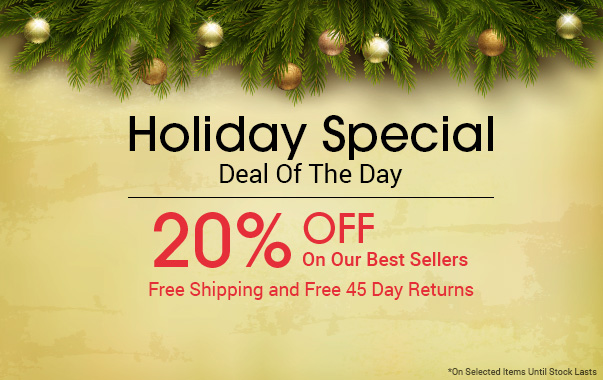 Holiday Special
Deal Of The Day
20% OFF
On Our Best Sellers
Free Shipping and Free 45 Day Returns
*On Selected Items Until Stock Lasts